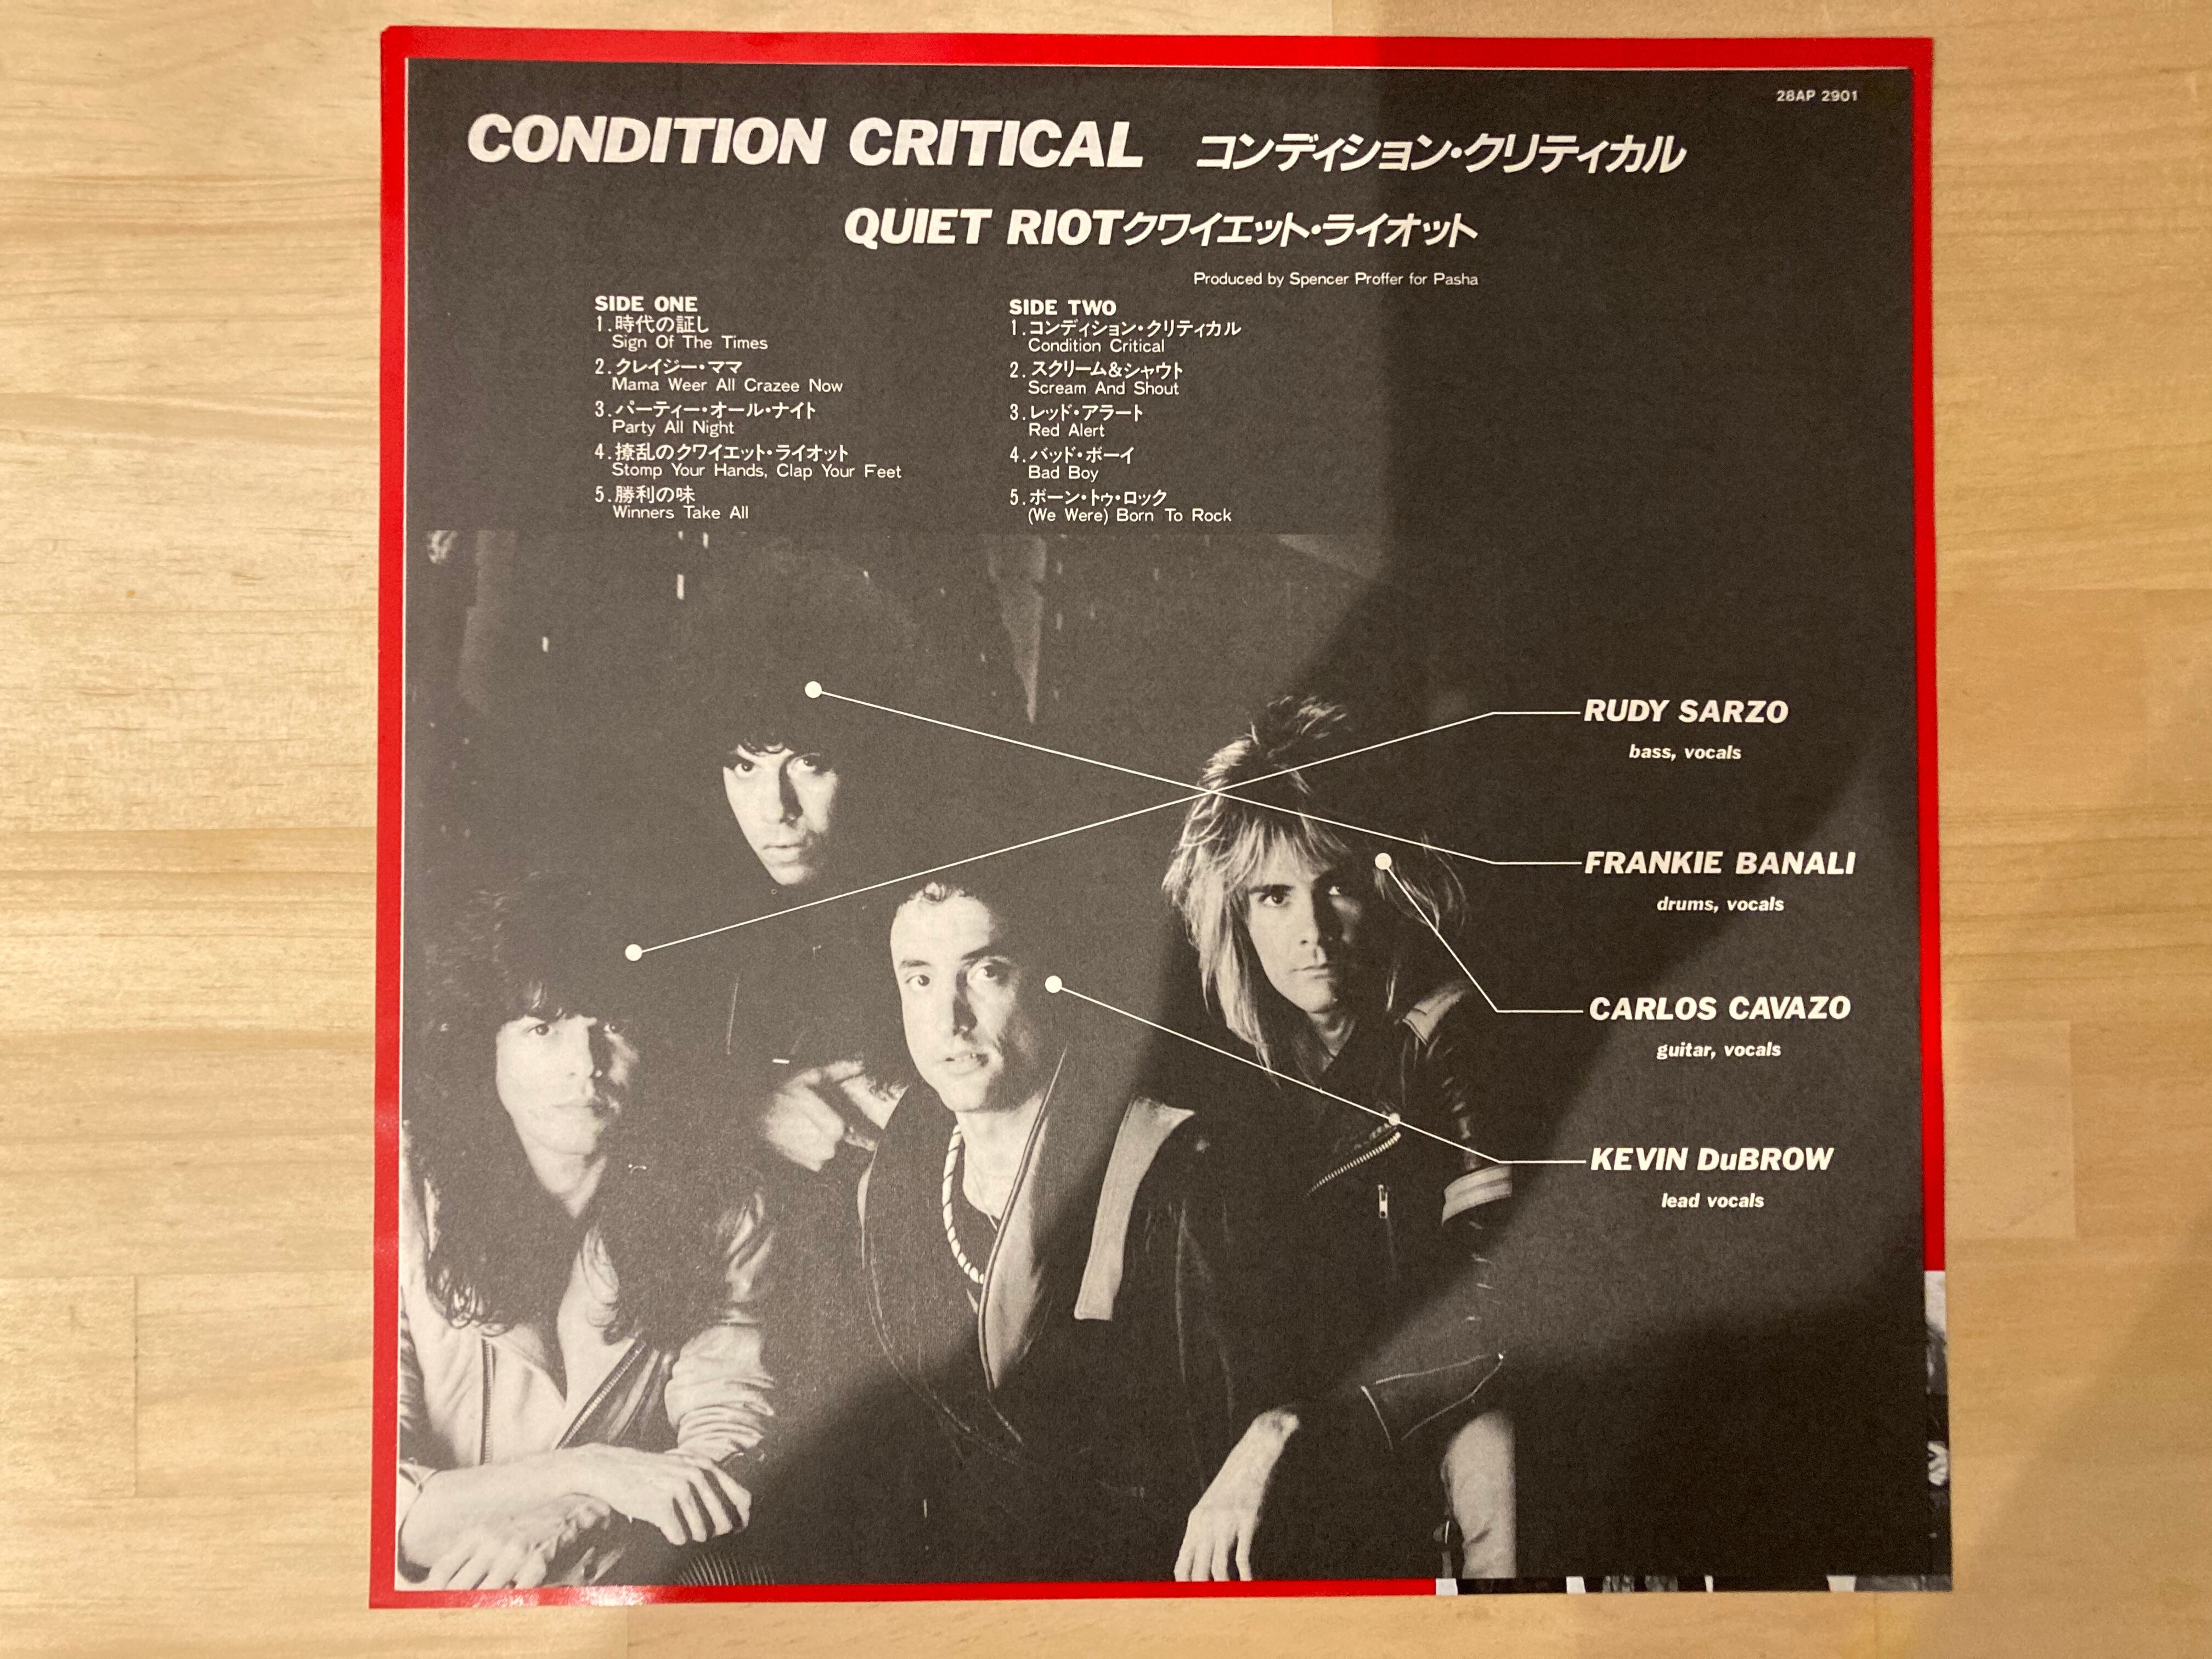 28AP 2901
CONDITION CRITICAL コンディション・クリティカル
QUIET RIOTクワイエット・ライオット
Produced by Spencer Proffer for Pasha
SIDE ONE
1.時代の証し
Sign Of The Times
2.クレイジー・ママ
Mama Weer All Crazee Now
3.パーティー・オール・ナイト
Party All Night
4.撩乱のクワイエット・ライオット
Stomp Your Hands, Clap Your Feet
5.勝利の味
Winners Take All
SIDE TWO
1.コンディション・クリティカル
Condition Critical
2.スクリーム&シャウト
Scream And Shout
3.レッド・アラート
Red Alert
4.バッド・ボーイ
Bad Boy
5.ボーン・トゥ・ロック
(We Were) Born To Rock
RUDY SARZO
bass, vocals
FRANKIE BANALI
drums, vocals
CARLOS CAVAZO
guitar, vocals
KEVIN DuBROW
lead vocals